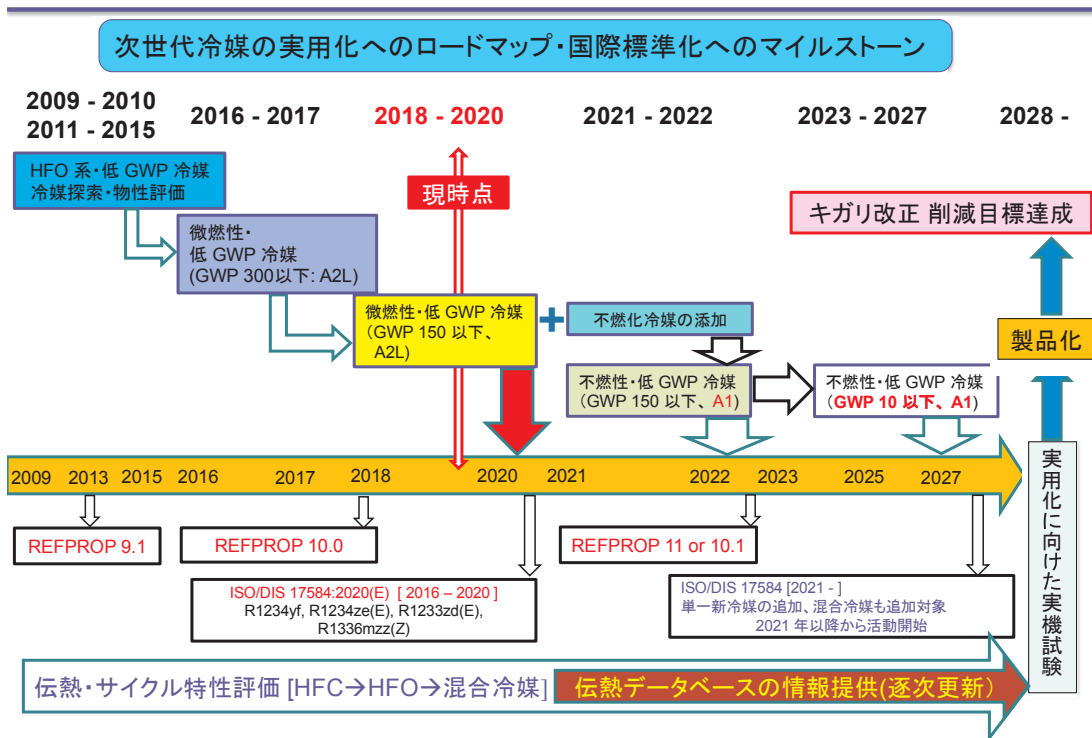 次世代冷媒の実用化へのロードマップ・国際標準化へのマイルストーン
2009 - 2010
2011 - 2015
2016 - 2017
2018 - 2020
2021 - 2022
2023 - 2027
2028 -
HFO 系・低 GWP 冷媒
冷媒探索・物性評価
現時点
キガリ改正 削減目標達成
微燃性・
低 GWP 冷媒
(GWP 300以下: A2L)
微燃性・低 GWP 冷媒
(GWP 150 以下、
A2L)
+
不燃化冷媒の添加
製品化
不燃性・低 GWP 冷媒
(GWP 150 以下、A1)
不燃性・低 GWP 冷媒
(GWP 10 以下、A1)
2009 2013 2015 2016 2017 2018 2020 2021 2022 2023 2025 2027
実用化に向けた実機試験
REFPROP 9.1
REFPROP 10.0
REFPROP 11 or 10.1
ISO/DIS 17584:2020(E) [ 2016 – 2020 ]
R1234yf, R1234ze(E), R1233zd(E),
R1336mzz(Z)
ISO/DIS 17584 [2021 - ]
単一新冷媒の追加、混合冷媒も追加対象
2021 年以降から活動開始
伝熱・サイクル特性評価 [HFC→HFO→混合冷媒]
伝熱データベースの情報提供(逐次更新)